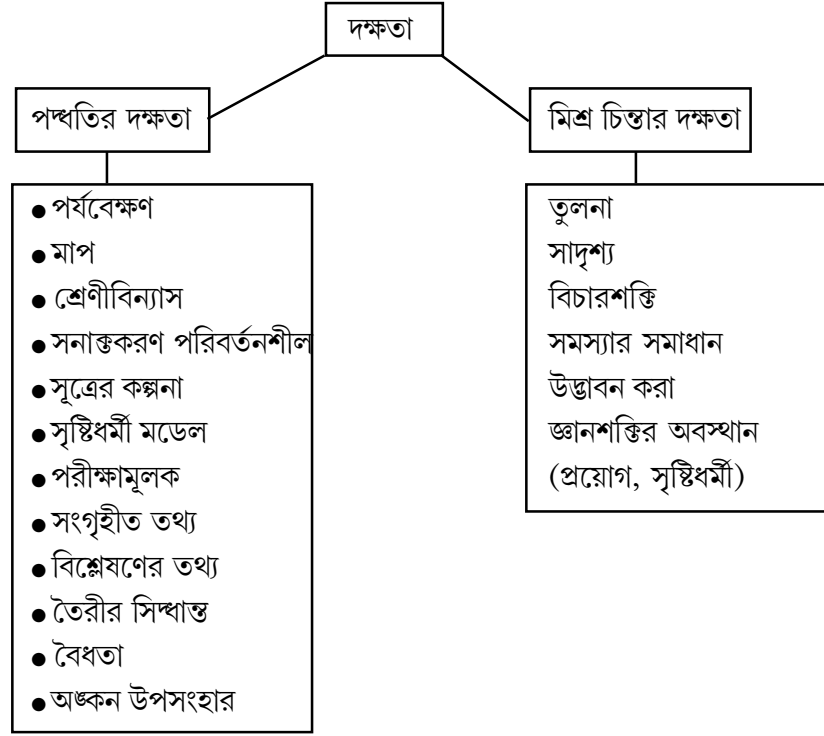 দক্ষতা
পদ্ধতির দক্ষতা
● পর্যবেক্ষণ
● মাপ
● শ্রেণীবিন্যাস
● সনাক্তকরণ পরিবর্তনশীল
● সূত্রের কল্পনা
● সৃষ্টিধর্মী মডেল
● পরীক্ষামূলক
● সংগৃহীত তথ্য
● বিশ্লেষণের তথ্য
● তৈরীর সিদ্ধান্ত
● বৈধতা
● অঙ্কন উপসংহার
মিশ্র চিন্তার দক্ষতা
তুলনা
সাদৃশ্য
বিচারশক্তি
সমস্যার সমাধান
উদ্ভাবন করা
জ্ঞানশক্তির অবস্থান
(প্রয়োগ, সৃষ্টিধর্মী)